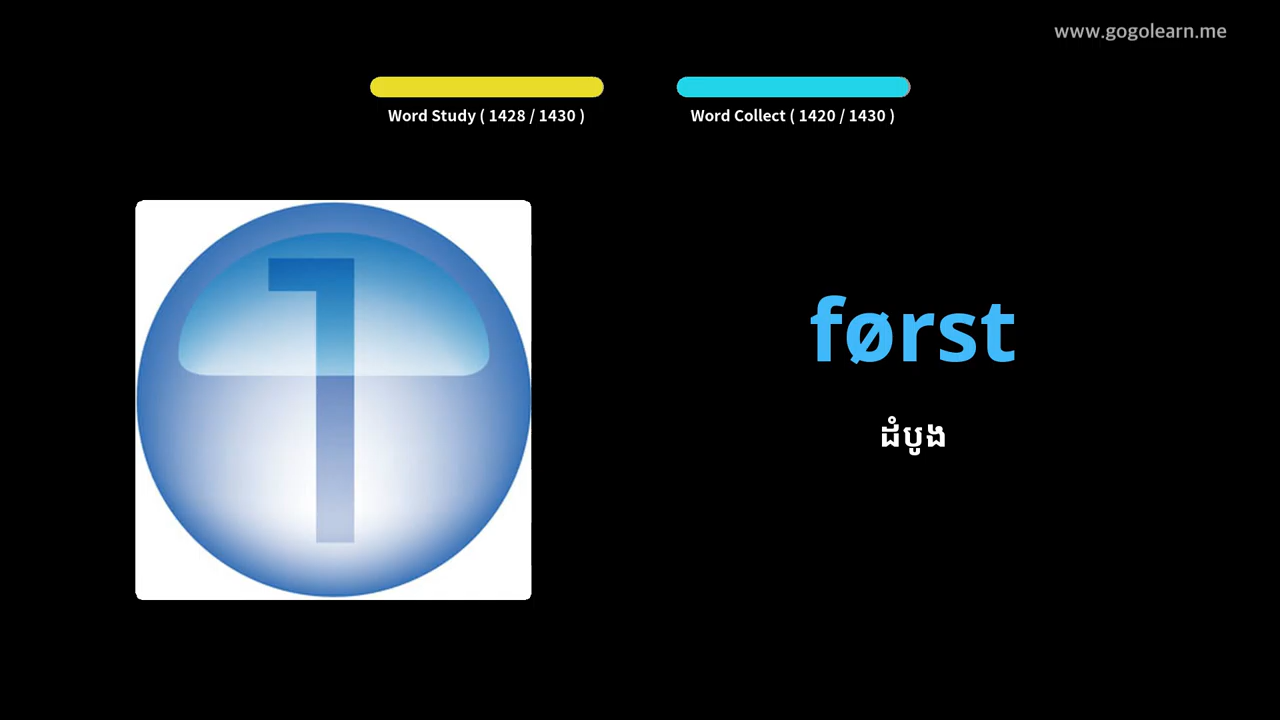 www.gogolearn.me
Word Study ( 1428 / 1430 )
Word Collect ( 1420 / 1430 )
1
først
ដំបូង